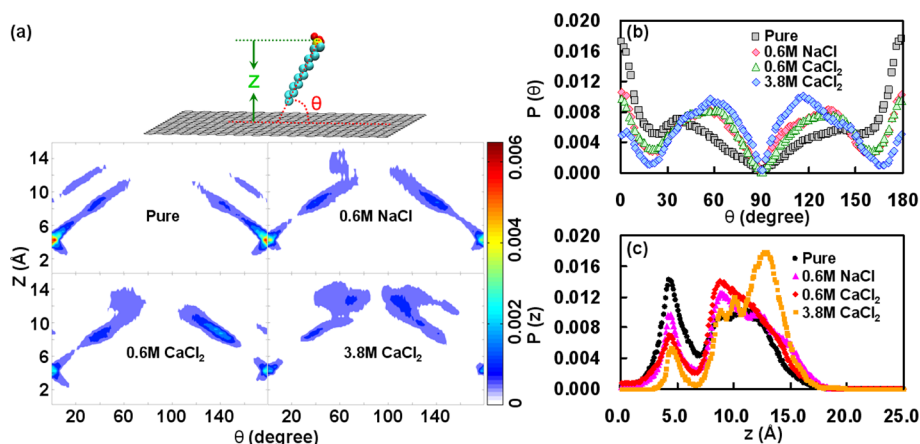 (a)
z
θ
14
10
6
2
Z (Å)
Pure
0.6M NaCl
14
10
6
2
0.6M CaCl₂
3.8M CaCl₂
20 60 100 140 20 60 100 140
θ (degree)
0.006
0.004
0.002
0
P (z)
(b)
0.020
0.016
0.012
0.008
0.004
0.000
P (θ)
Pure
0.6M NaCl
0.6M CaCl₂
3.8M CaCl₂
0 30 60 90 120 150 180
θ (degree)
(c)
0.020
0.016
0.012
0.008
0.004
0.000
Pure
0.6M NaCl
0.6M CaCl₂
3.8M CaCl₂
0.0 5.0 10.0 15.0 20.0 25.0
z (Å)